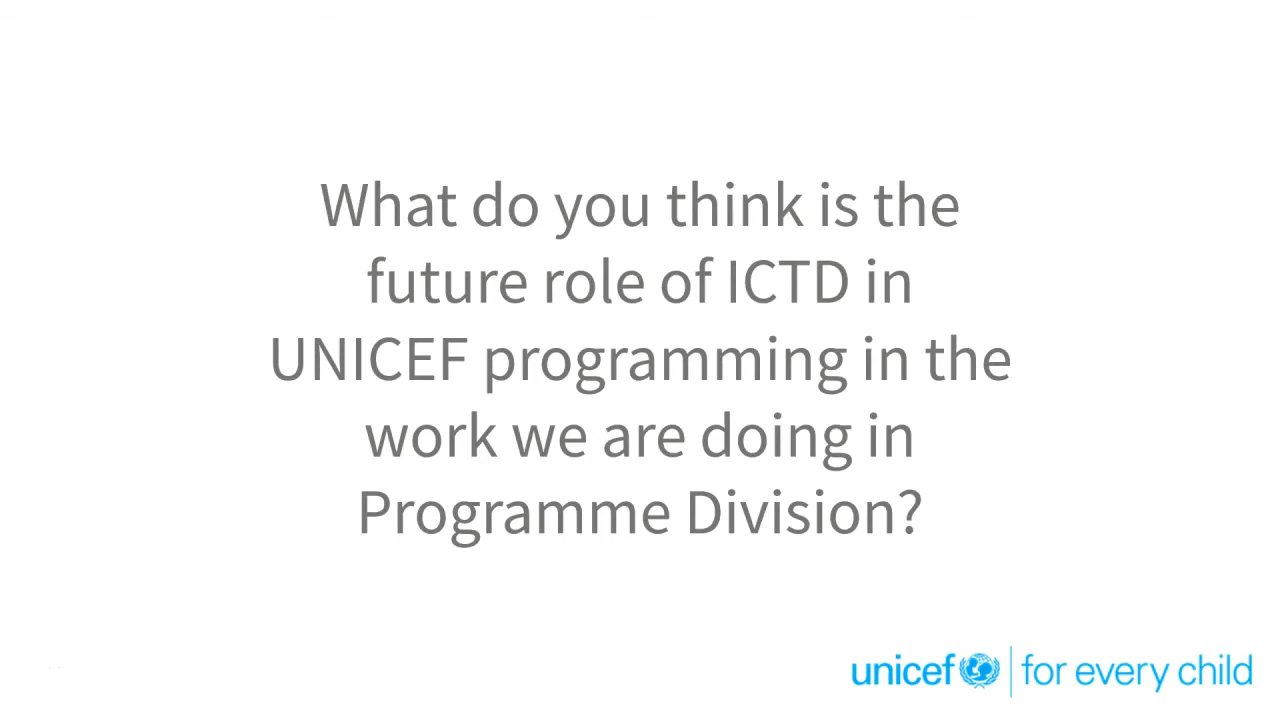 What do you think is the
future role of ICTD in
UNICEF programming in the
work we are doing in
Programme Division?
unicef for every child